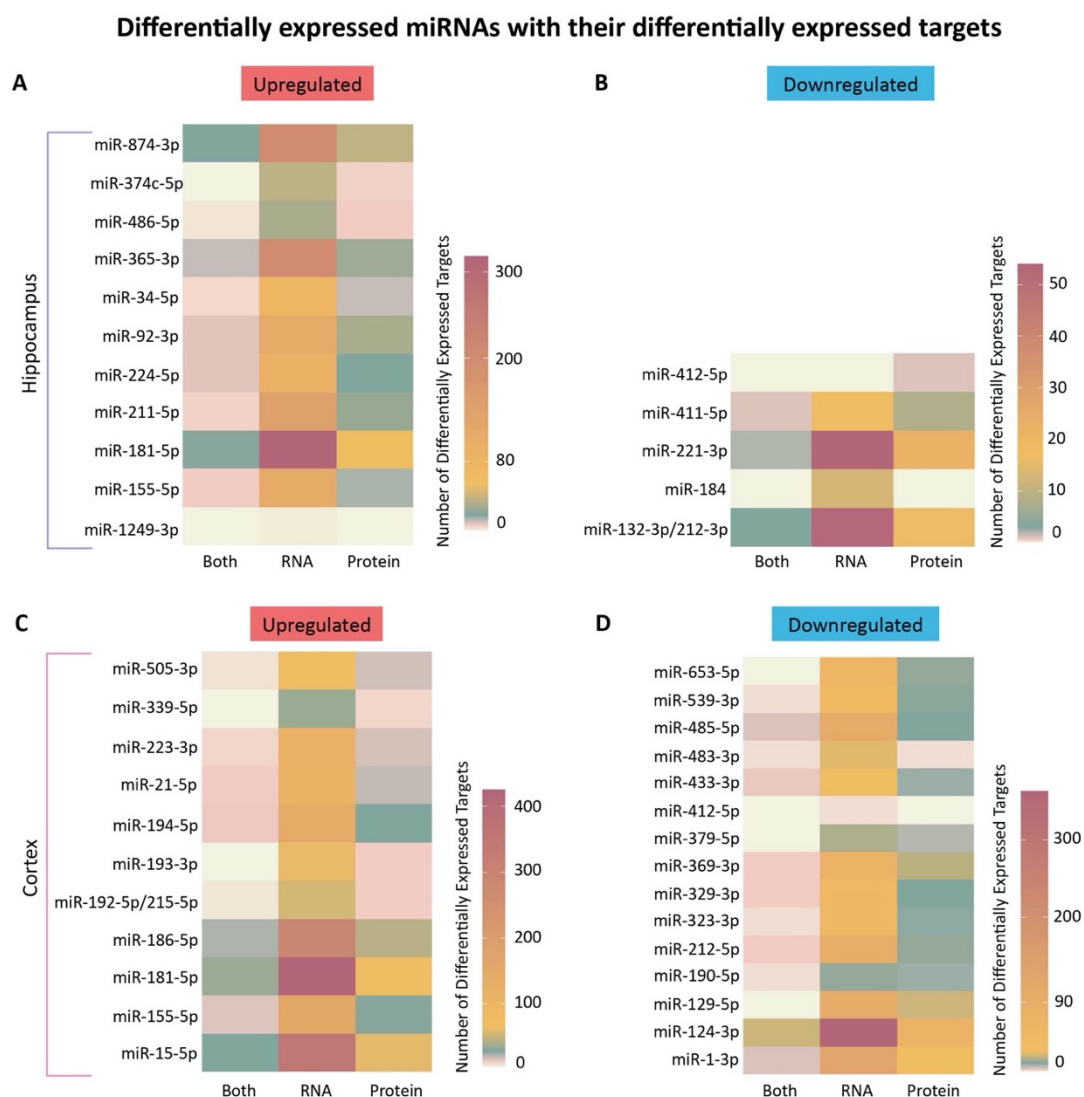 Differentially expressed miRNAs with their differentially expressed targets
A
Upregulated
Hippocampus
miR-874-3p
miR-374c-5p
miR-486-5p
miR-365-3p
miR-34-5p
miR-92-3p
miR-224-5p
miR-211-5p
miR-181-5p
miR-155-5p
miR-1249-3p
Both RNA Protein
Number of Differentially Expressed Targets
300
200
80
0
B
Downregulated
miR-412-5p
miR-411-5p
miR-221-3p
miR-184
miR-132-3p/212-3p
Both RNA Protein
Number of Differentially Expressed Targets
50
40
30
20
10
0
C
Upregulated
Cortex
miR-505-3p
miR-339-5p
miR-223-3p
miR-21-5p
miR-194-5p
miR-193-3p
miR-192-5p/215-5p
miR-186-5p
miR-181-5p
miR-155-5p
miR-15-5p
Both RNA Protein
Number of Differentially Expressed Targets
400
300
200
100
0
D
Downregulated
miR-653-5p
miR-539-3p
miR-485-5p
miR-483-3p
miR-433-3p
miR-412-5p
miR-379-5p
miR-369-3p
miR-329-3p
miR-323-3p
miR-212-5p
miR-190-5p
miR-129-5p
miR-124-3p
miR-1-3p
Both RNA Protein
Number of Differentially Expressed Targets
300
200
90
0